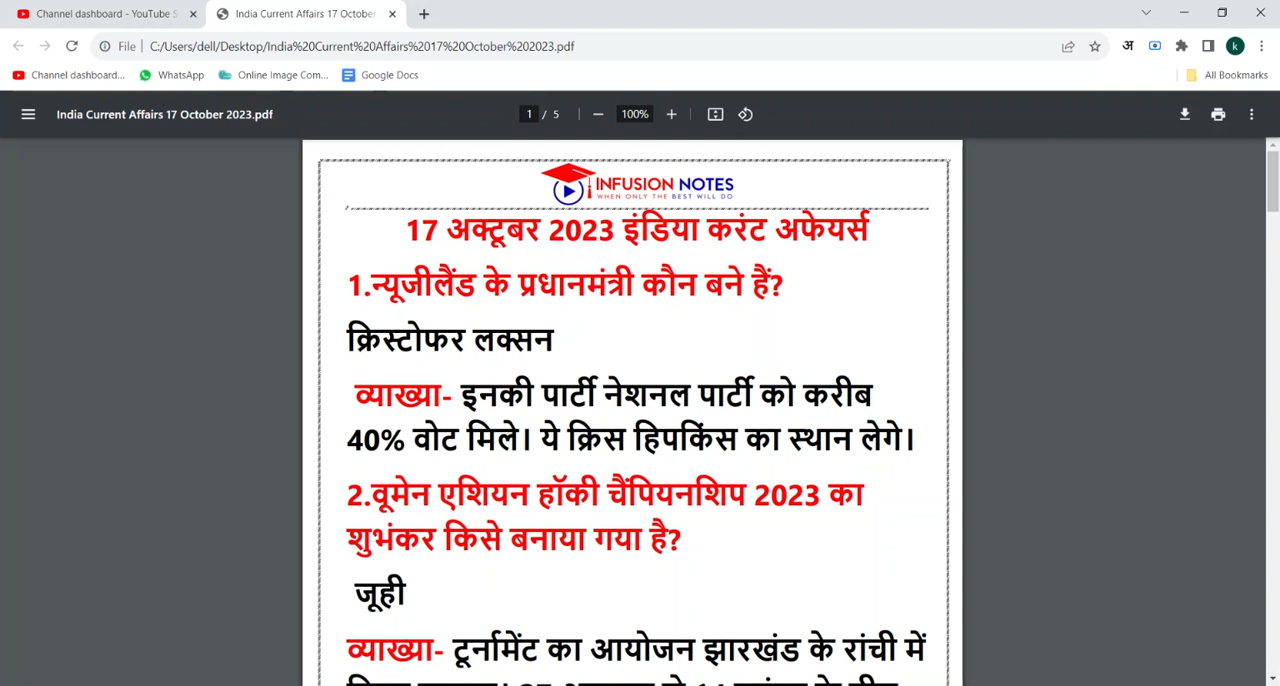 Channel dashboard - YouTube S
India Current Affairs 17 October
File
C:/Users/dell/Desktop/India%20Current%20Affairs%2017%20October%202023.pdf
अ
k
Channel dashboard...
WhatsApp
Online Image Com...
Google Docs
All Bookmarks
India Current Affairs 17 October 2023.pdf
1 / 5
100%
INFUSION NOTES
WHEN ONLY THE BEST WILL DO
17 अक्टूबर 2023 इंडिया करंट अफेयर्स
1.न्यूजीलैंड के प्रधानमंत्री कौन बने हैं?
क्रिस्टोफर लक्सन
व्याख्या- इनकी पार्टी नेशनल पार्टी को करीब
40% वोट मिले। ये क्रिस हिपकिंस का स्थान लेगे।
2.वूमेन एशियन हॉकी चैंपियनशिप 2023 का
शुभंकर किसे बनाया गया है?
जूही
व्याख्या- टूर्नामेंट का आयोजन झारखंड के रांची में